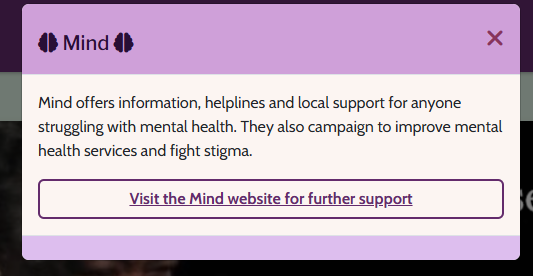 Mind
Mind offers information, helplines and local support for anyone
struggling with mental health. They also campaign to improve mental
health services and fight stigma.
Visit the Mind website for further support